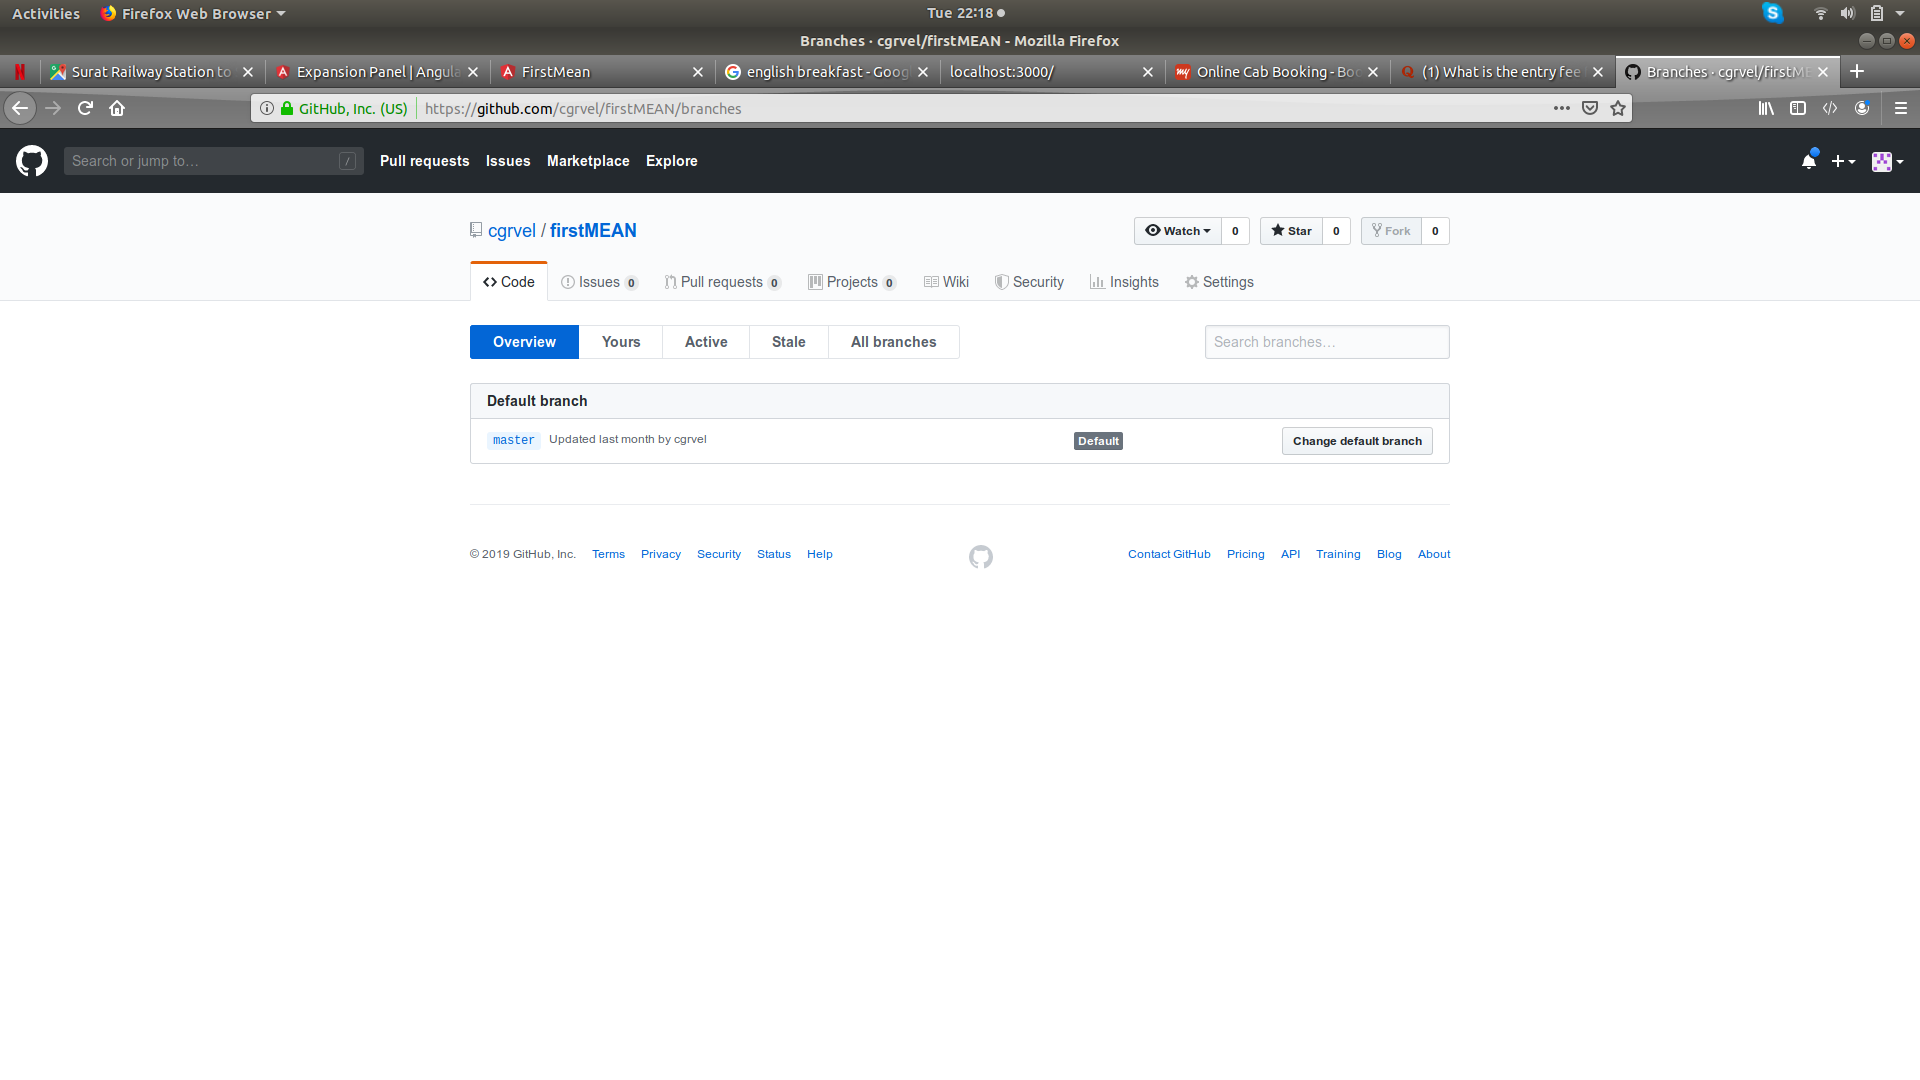 Activities Firefox Web Browser Tue 22:18
Branches · cgrvel/firstMEAN - Mozilla Firefox
Surat Railway Station to Expansion Panel | Angula FirstMean english breakfast - Goog localhost:3000/ Online Cab Booking - Boo (1) What is the entry fee Branches · cgrvel/firstME
GitHub, Inc. (US) https://github.com/cgrvel/firstMEAN/branches
Search or jump to… / Pull requests Issues Marketplace Explore
cgrvel / firstMEAN Watch 0 Star 0 Fork 0
Code Issues 0 Pull requests 0 Projects 0 Wiki Security Insights Settings
Overview Yours Active Stale All branches Search branches…
Default branch
master Updated last month by cgrvel Default Change default branch
© 2019 GitHub, Inc. Terms Privacy Security Status Help Contact GitHub Pricing API Training Blog About